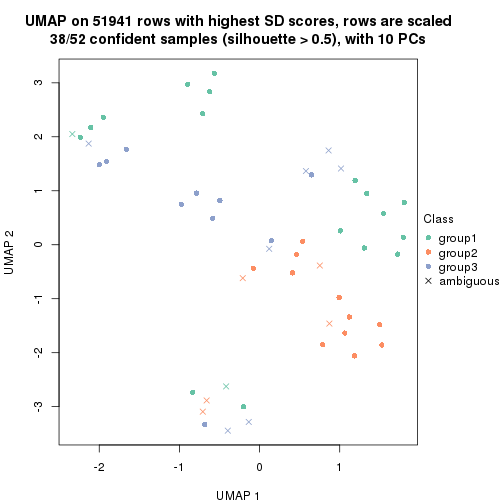 UMAP on 51941 rows with highest SD scores, rows are scaled
38/52 confident samples (silhouette > 0.5), with 10 PCs
3
2
1
0
-1
-2
-3
UMAP 2
-2
-1
0
1
UMAP 1
Class
group1
group2
group3
ambiguous